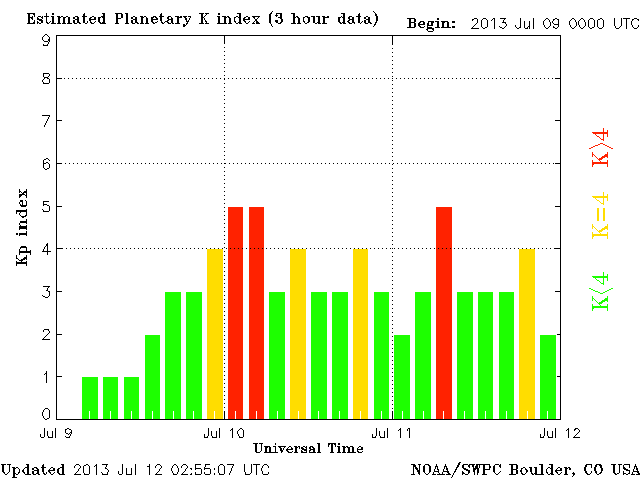 Estimated Planetary K index (3 hour data)
Begin: 2013 Jul 09 0000 UTC
9
8
7
6
5
4
3
2
1
0
Kp index
K>4
K=4
K<4
Jul 9
Jul 10
Jul 11
Jul 12
Universal Time
Updated 2013 Jul 12 02:55:07 UTC
NOAA/SWPC Boulder, CO USA